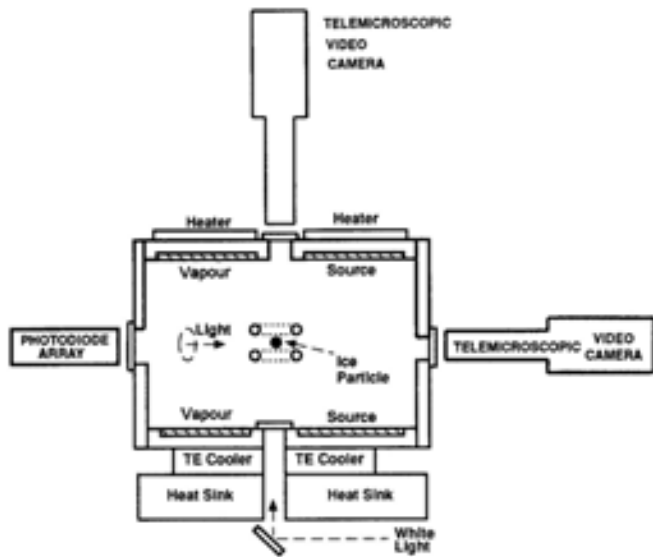 TELEMICROSCOPIC
VIDEO
CAMERA
Heater
Heater
Vapour
Source
Light
PHOTODIODE
ARRAY
TELEMICROSCOPIC
VIDEO
CAMERA
Ice
Particle
Vapour
Source
TE Cooler
TE Cooler
Heat Sink
Heat Sink
White
Light